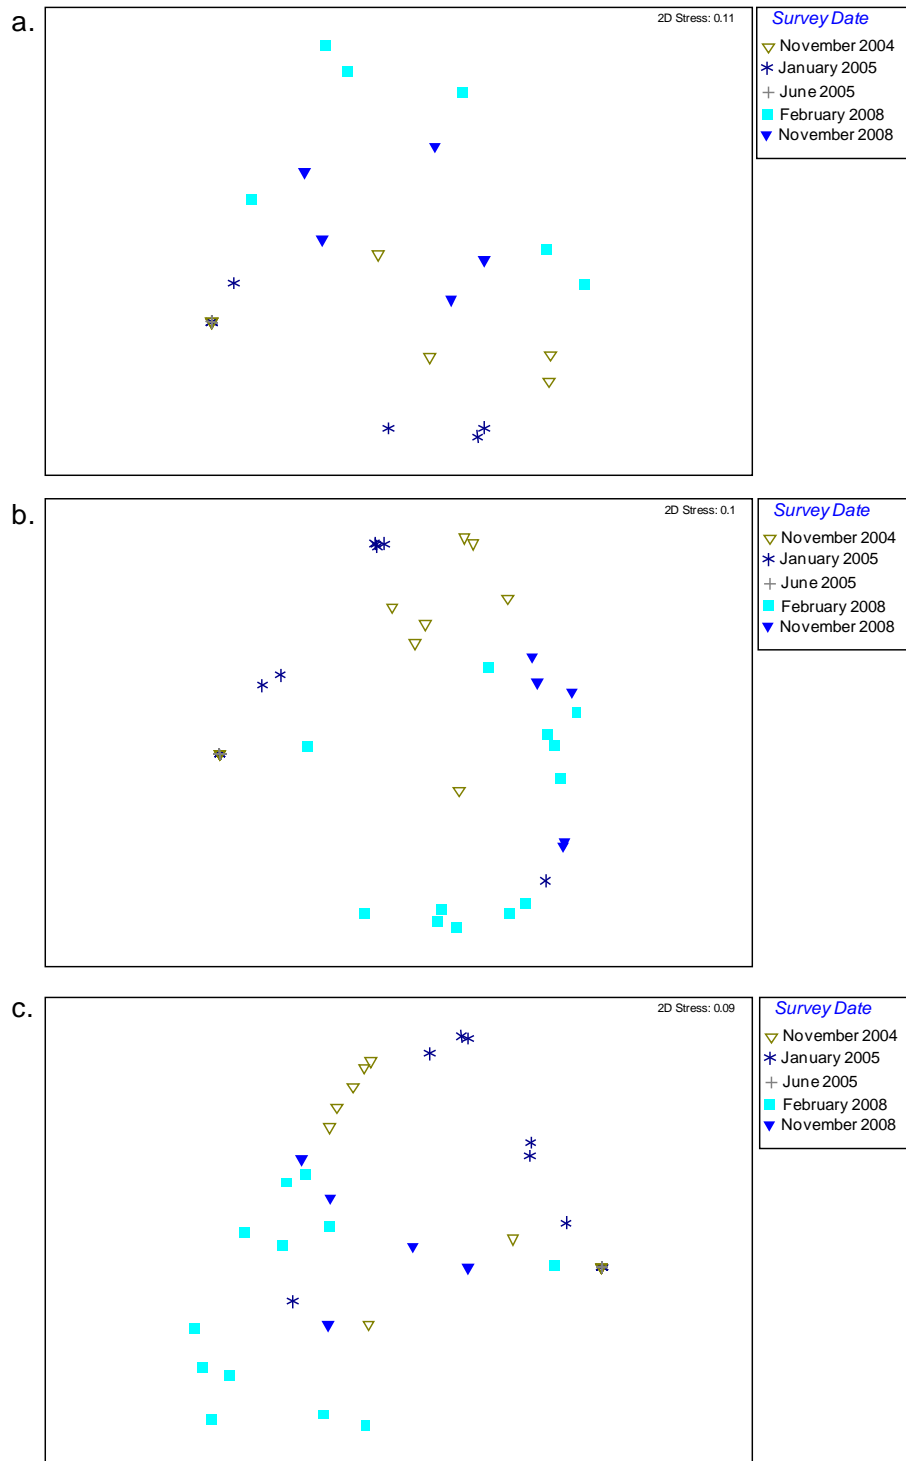 a.
2D Stress: 0.11
Survey Date
November 2004
January 2005
June 2005
February 2008
November 2008
b.
2D Stress: 0.1
Survey Date
November 2004
January 2005
June 2005
February 2008
November 2008
c.
2D Stress: 0.09
Survey Date
November 2004
January 2005
June 2005
February 2008
November 2008